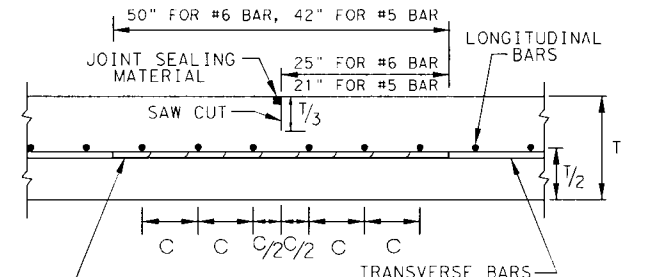 50" FOR #6 BAR, 42" FOR #5 BAR
LONGITUDINAL
BARS
JOINT SEALING
MATERIAL
25" FOR #6 BAR
21" FOR #5 BAR
SAW CUT
T/3
T
T/2
C C C/2 C/2 C C
TRANSVERSE BARS